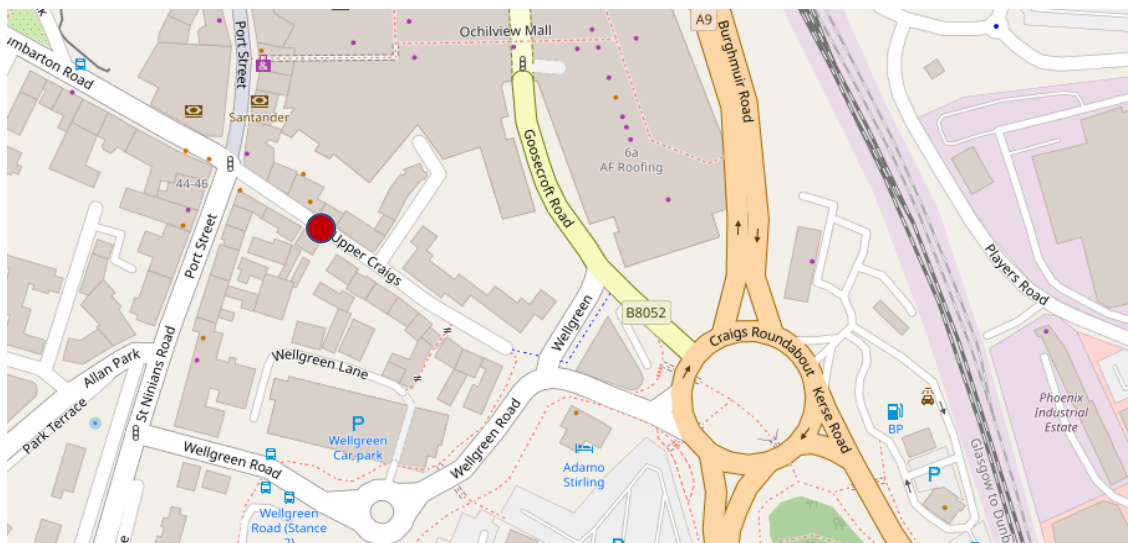 Ochilview Mall
A9
Burghmuir Road
Port Street
umbarton Road
Santander
Goosecroft Road
6a
AF Roofing
44-46
Port Street
Upper Craigs
Players Road
Wellgreen
B8052
Craigs Roundabout
Wellgreen Lane
Allan Park
St Ninians Road
Park Terrace
Kerse Road
Phoenix
Industrial
Estate
P
Wellgreen
Car park
BP
Wellgreen Road
Wellgreen Road
Adamo
Stirling
P
Glasgow to Dunb
Wellgreen
Road (Stance
2)
P